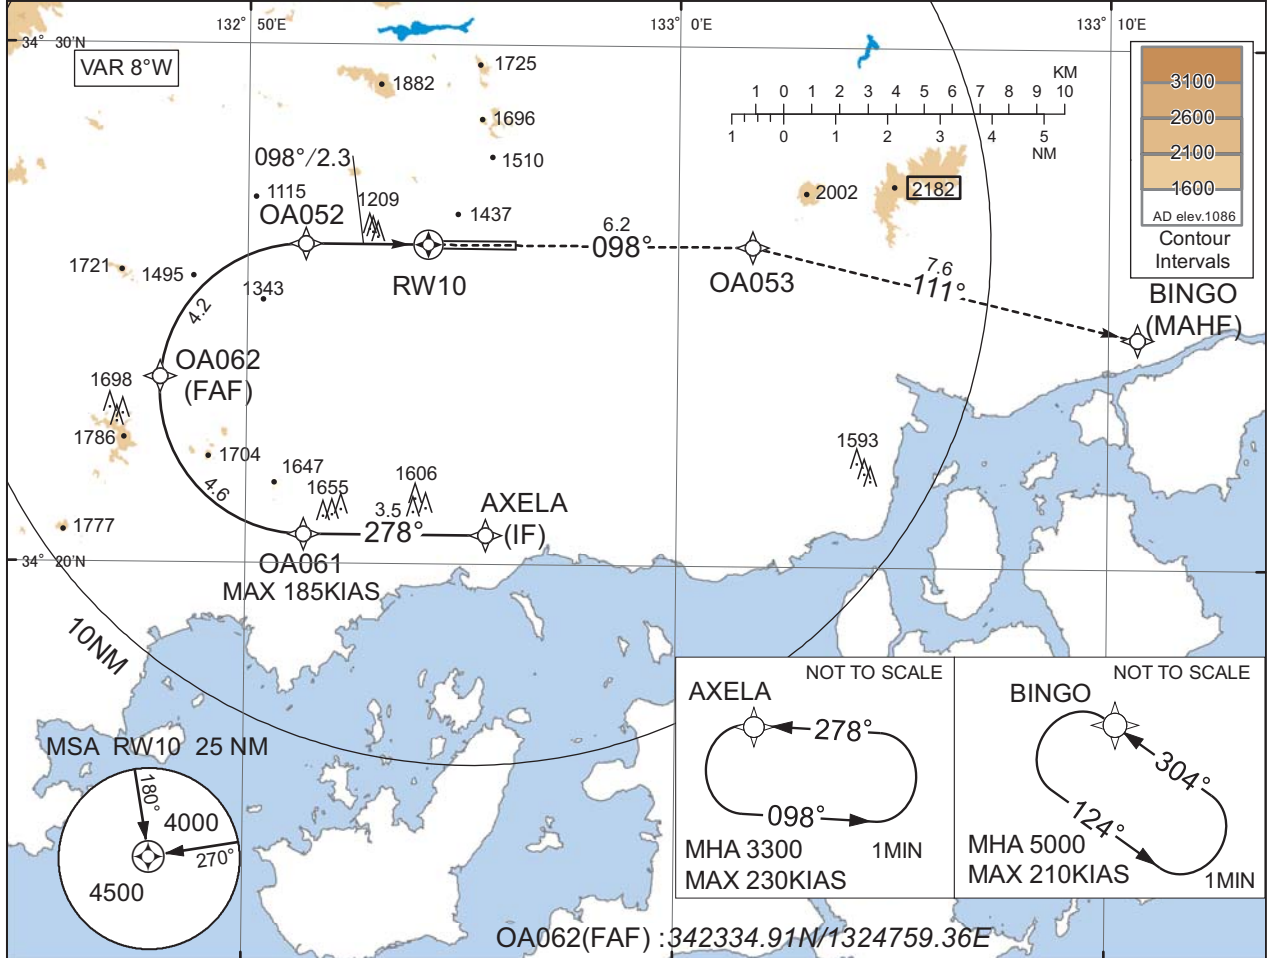 132° 50'E
133° 0'E
133° 10'E
34° 30'N
VAR 8°W
1882
1725
1696
1510
KM
1 0 1 2 3 4 5 6 7 8 9 10
1 0 1 2 3 4 5
NM
3100
2600
2100
1600
AD elev.1086
Contour
Intervals
098°/2.3
1115
1209
1437
2002
2182
OA052
6.2
098°
1721
1495
1343
RW10
OA053
7.6
111°
BINGO
(MAHF)
4.2
OA062
(FAF)
1698
1786
1704
1647
1655
1606
1593
4.6
3.5
278°
AXELA
(IF)
1777
34° 20'N
OA061
MAX 185KIAS
10NM
MSA RW10 25 NM
180°
4000
270°
4500
NOT TO SCALE
AXELA
278°
098°
MHA 3300
MAX 230KIAS
1MIN
NOT TO SCALE
BINGO
304°
124°
MHA 5000
MAX 210KIAS
1MIN
OA062(FAF) :342334.91N/1324759.36E